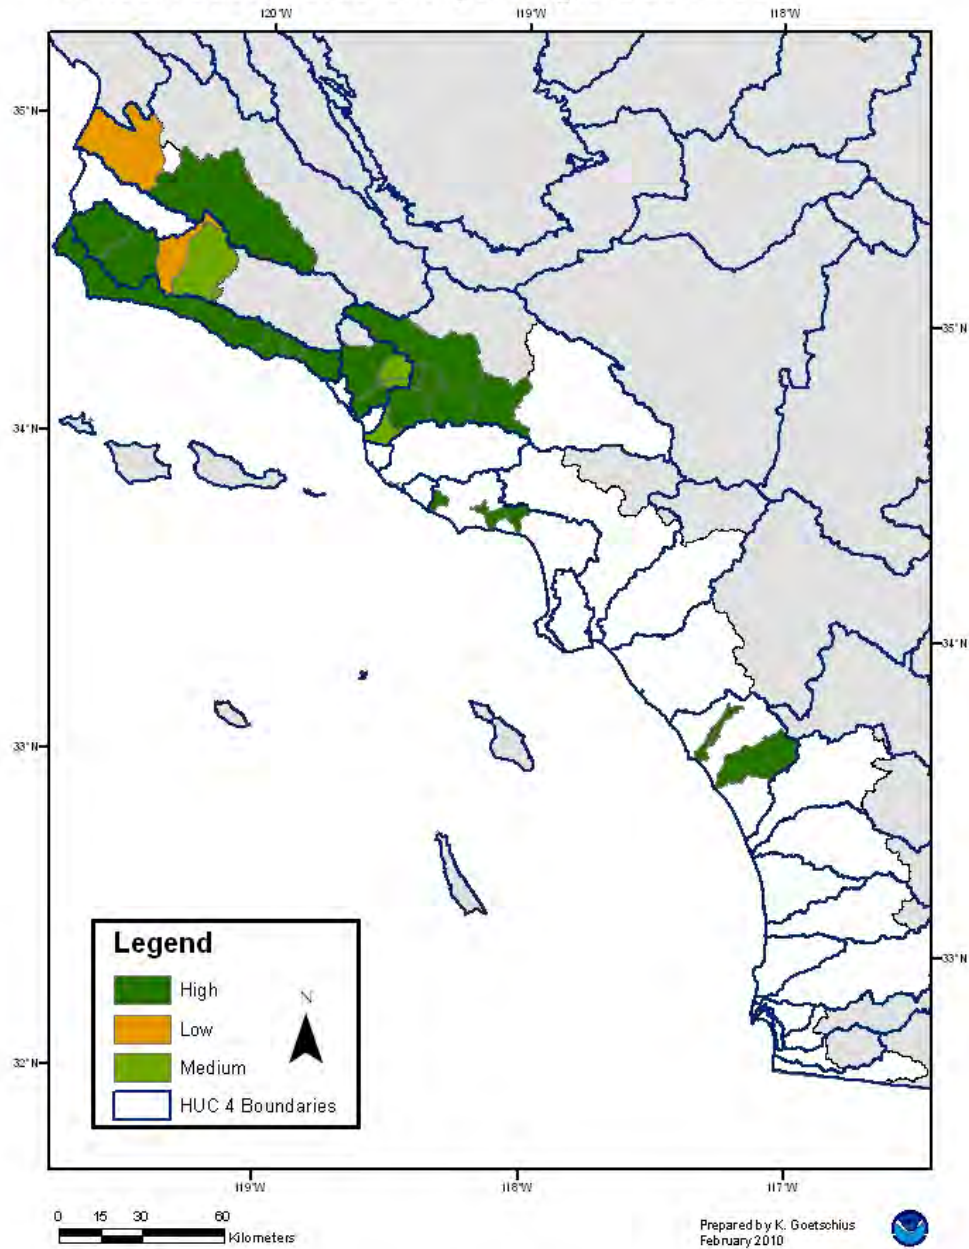 120°W 119°W 118°W
35°N
35°N
34°N
34°N
33°N
33°N
32°N
Legend
High
Low
Medium
HUC 4 Boundaries
N
119°W 118°W 117°W
0 15 30 60
Kilometers
Prepared by K. Goetschius
February 2010